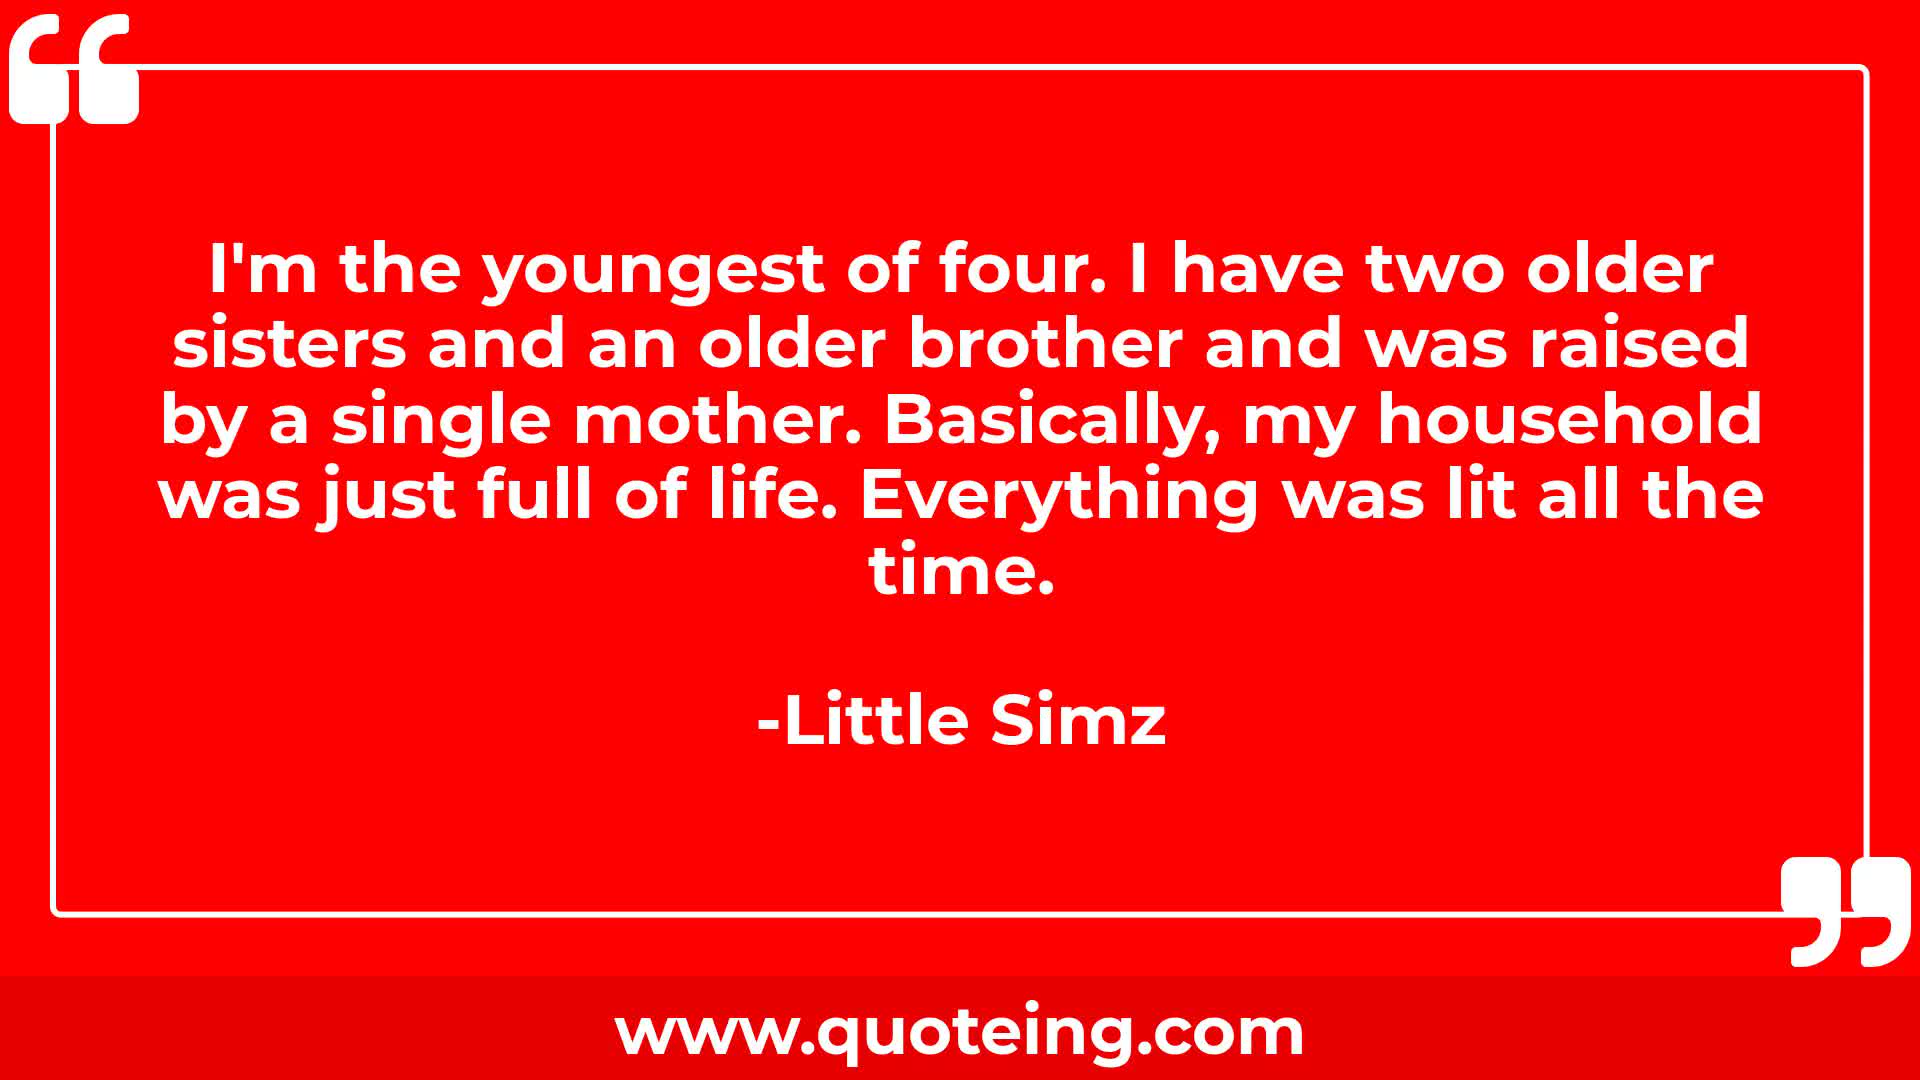 I'm the youngest of four. I have two older
sisters and an older brother and was raised
by a single mother. Basically, my household
was just full of life. Everything was lit all the
time.
-Little Simz
www.quoteing.com